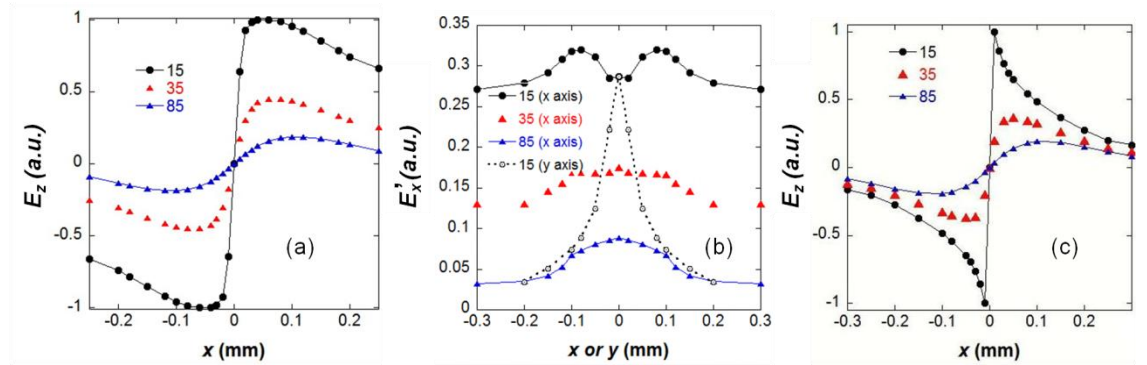 1
0.5
0
-0.5
-1
E_z (a.u.)
15
35
85
(a)
-0.2 -0.1 0 0.1 0.2
x (mm)
0.35
0.3
0.25
0.2
0.15
0.1
0.05
0
E_x' (a.u.)
15 (x axis)
35 (x axis)
85 (x axis)
15 (y axis)
(b)
-0.3 -0.2 -0.1 0 0.1 0.2 0.3
x or y (mm)
1
0.5
0
-0.5
-1
E_z (a.u.)
15
35
85
(c)
-0.3 -0.2 -0.1 0 0.1 0.2 0.3
x (mm)